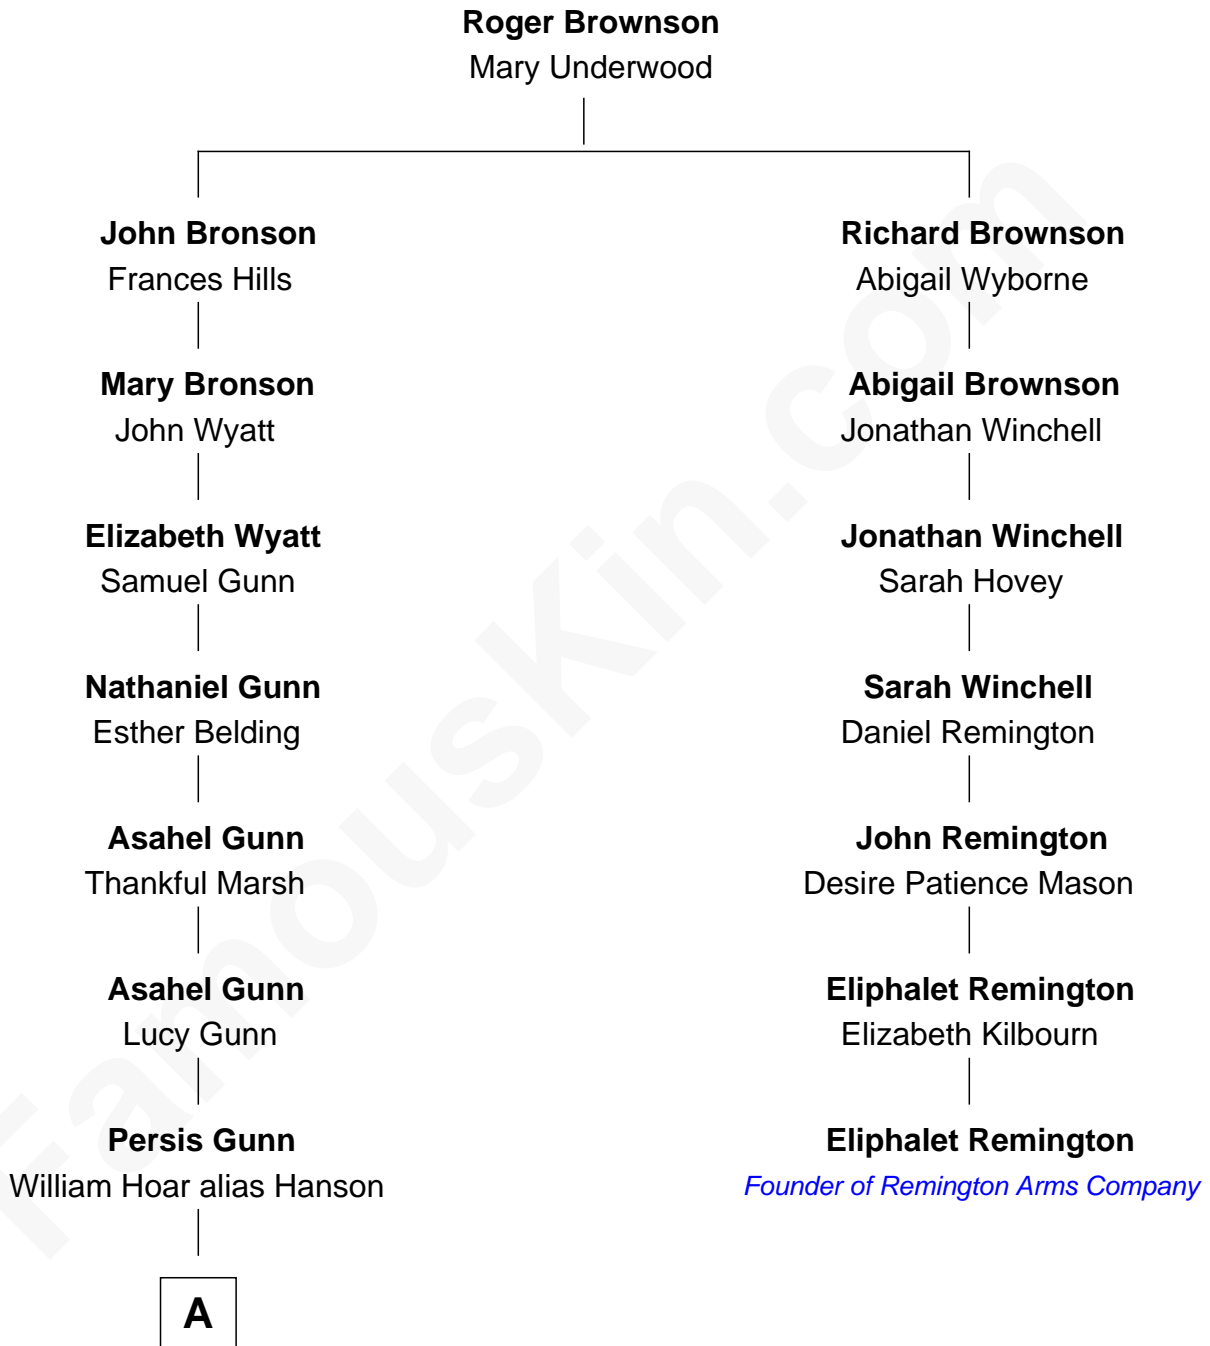 Roger Brownson
Mary Underwood
John Bronson
Frances Hills
Richard Brownson
Abigail Wyborne
Mary Bronson
John Wyatt
Abigail Brownson
Jonathan Winchell
Elizabeth Wyatt
Samuel Gunn
Jonathan Winchell
Sarah Hovey
Nathaniel Gunn
Esther Belding
Sarah Winchell
Daniel Remington
Asahel Gunn
Thankful Marsh
John Remington
Desire Patience Mason
Asahel Gunn
Lucy Gunn
Eliphalet Remington
Elizabeth Kilbourn
Persis Gunn
William Hoar alias Hanson
Eliphalet Remington
Founder of Remington Arms Company
A
FamousKin.com